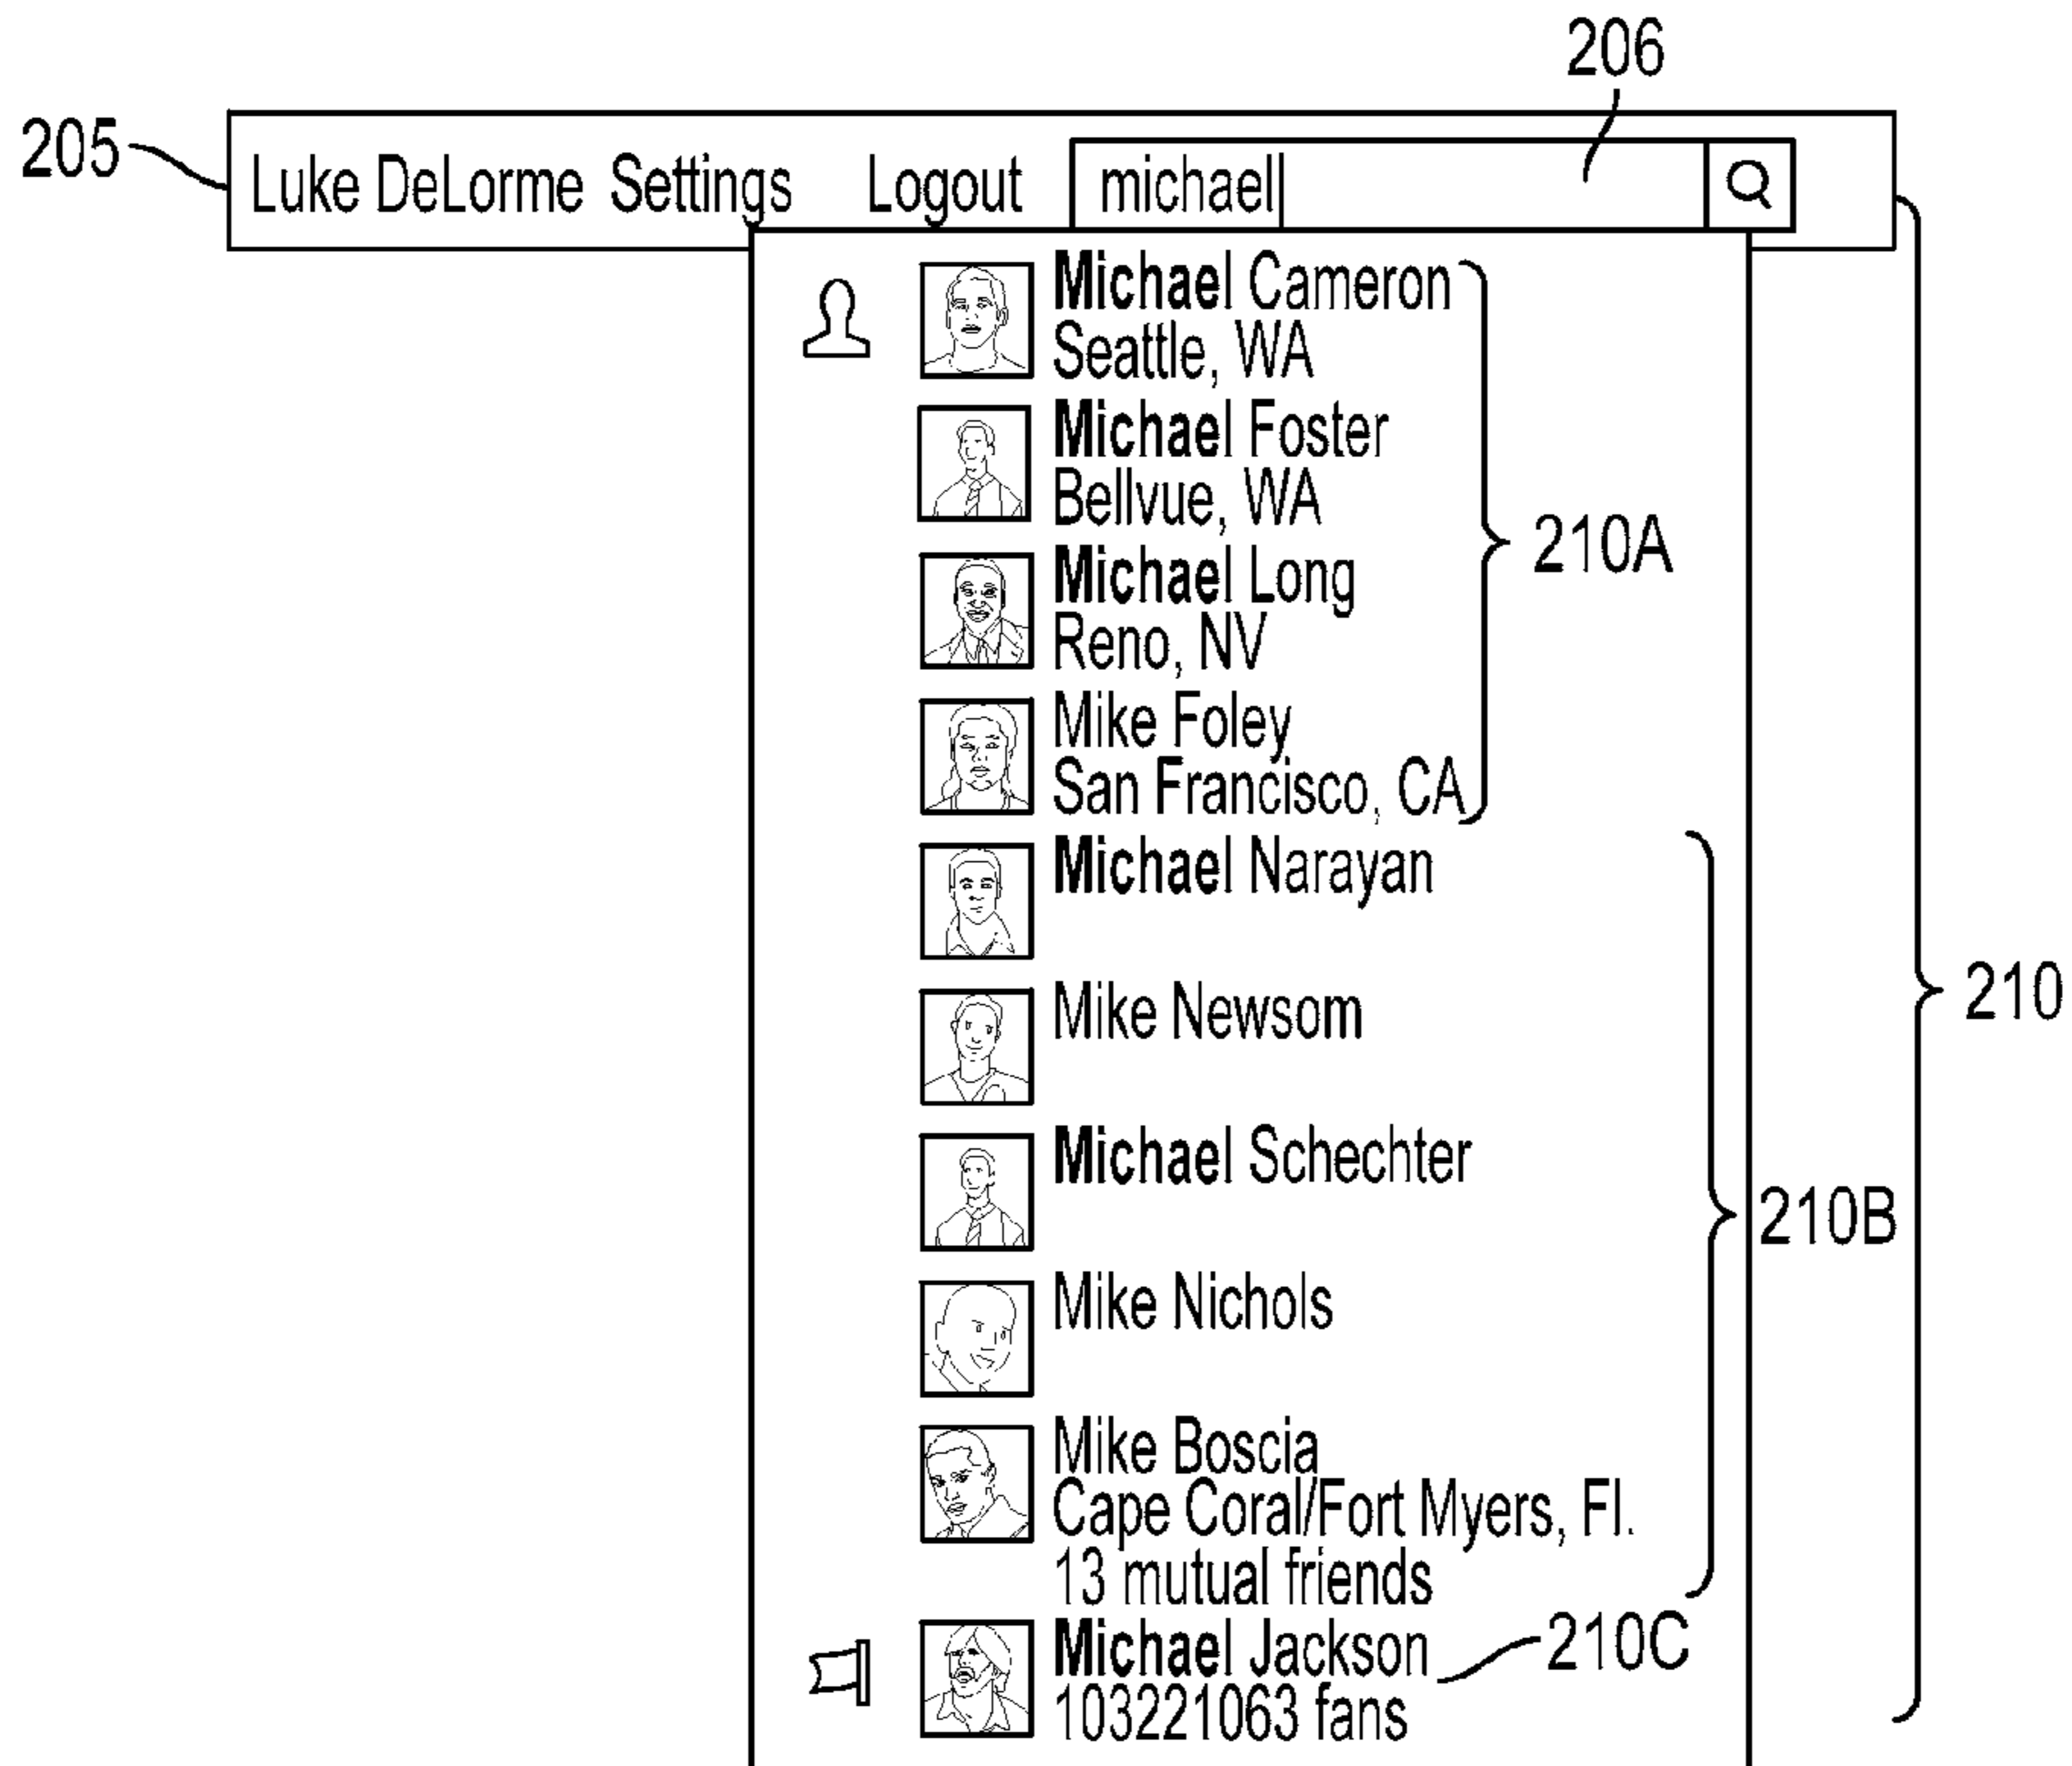 206
205
Luke DeLorme Settings Logout michael
Michael Cameron
Seattle, WA
Michael Foster
Bellvue, WA
210A
Michael Long
Reno, NV
Mike Foley
San Francisco, CA
Michael Narayan
210
Mike Newsom
Michael Schechter
210B
Mike Nichols
Mike Boscia
Cape Coral/Fort Myers, Fl.
13 mutual friends
Michael Jackson
210C
103221063 fans